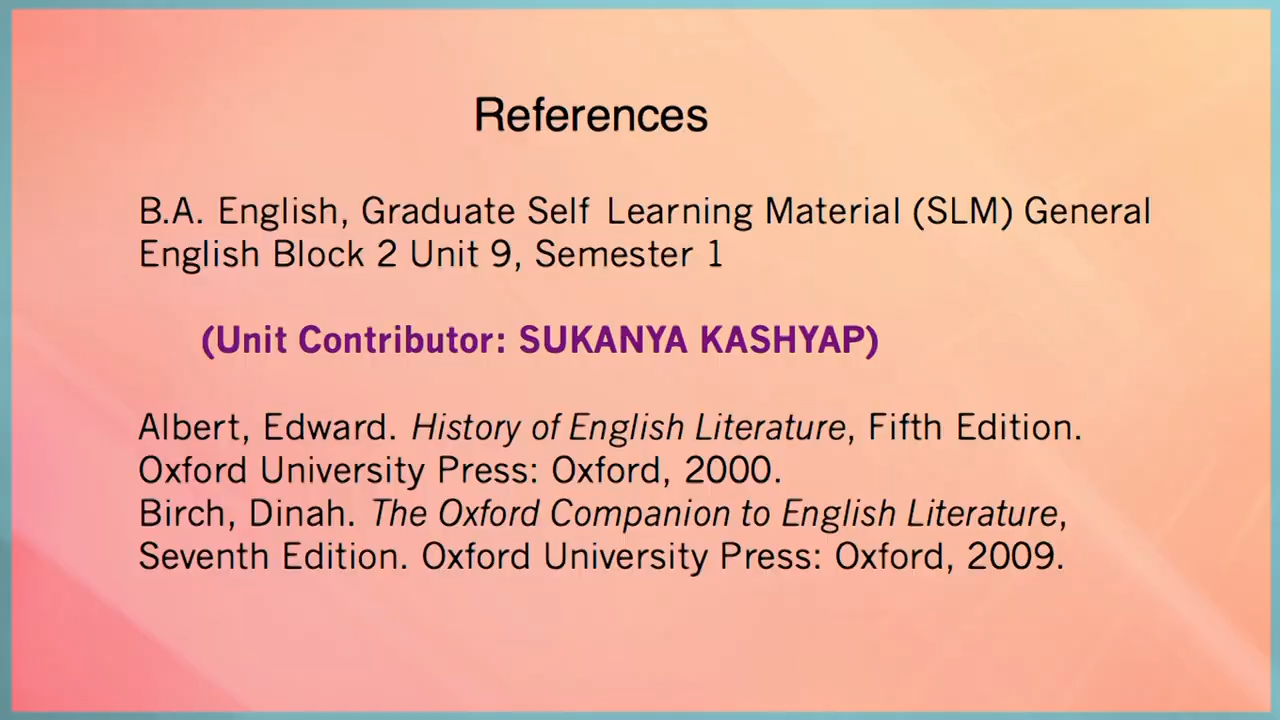 References
B.A. English, Graduate Self Learning Material (SLM) General
English Block 2 Unit 9, Semester 1
(Unit Contributor: SUKANYA KASHYAP)
Albert, Edward. History of English Literature, Fifth Edition.
Oxford University Press: Oxford, 2000.
Birch, Dinah. The Oxford Companion to English Literature,
Seventh Edition. Oxford University Press: Oxford, 2009.